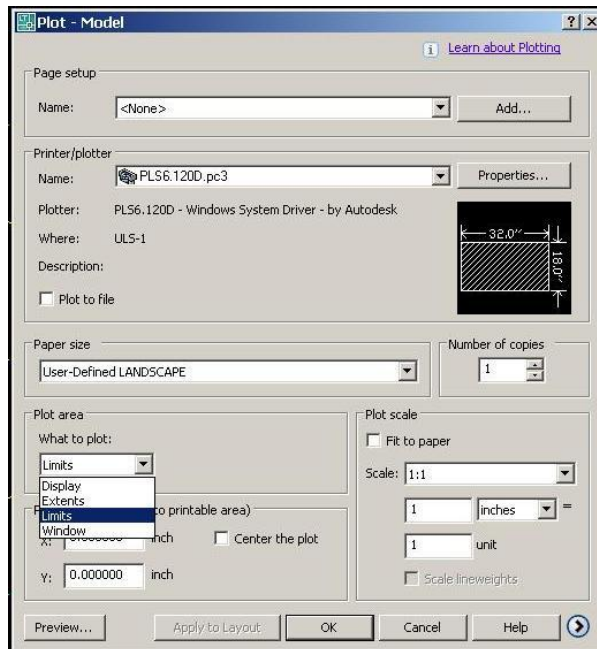 Plot - Model
Learn about Plotting
Page setup
Name: <None> Add...
Printer/plotter
Name: PLS6.120D.pc3 Properties...
Plotter: PLS6.120D - Windows System Driver - by Autodesk
Where: ULS-1
Description:
Plot to file
32.0''
18.0''
Paper size
User-Defined LANDSCAPE
Number of copies
1
Plot area
What to plot:
Limits
Display
Extents
Limits
Window
to printable area)
X: inch Center the plot
Y: 0.000000 inch
Plot scale
Fit to paper
Scale: 1:1
1 inches =
1 unit
Scale lineweights
Preview... Apply to Layout OK Cancel Help